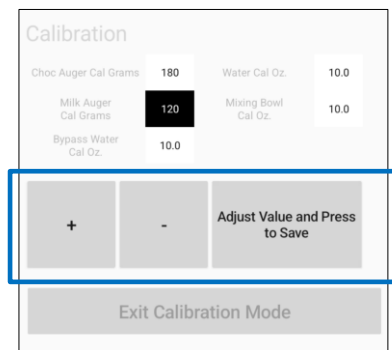 Calibration
Choc Auger Cal Grams 180 Water Cal Oz. 10.0
Milk Auger
Cal Grams 120 Mixing Bowl
Cal Oz. 10.0
Bypass Water
Cal Oz. 10.0
+ - Adjust Value and Press
to Save
Exit Calibration Mode